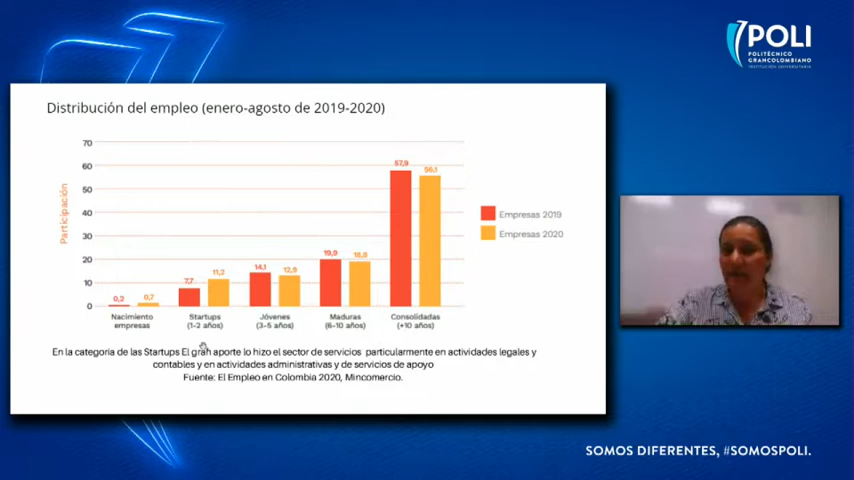 POLI
POLITÉCNICO
GRANCOLOMBIANO
INSTITUCIÓN UNIVERSITARIA
Distribución del empleo (enero-agosto de 2019-2020)
Participación
70
60
50
40
30
20
10
0
0,2
0,7
7,7
11,2
14,1
12,9
19,9
18,8
57,9
56,1
Nacimiento
empresas
Startups
(1-2 años)
Jóvenes
(3-5 años)
Maduras
(6-10 años)
Consolidadas
(+10 años)
Empresas 2019
Empresas 2020
En la categoría de las Startups El gran aporte lo hizo el sector de servicios particularmente en actividades legales y
contables y en actividades administrativas y de servicios de apoyo
Fuente: El Empleo en Colombia 2020, Mincomercio.
SOMOS DIFERENTES, #SOMOSPOLI.